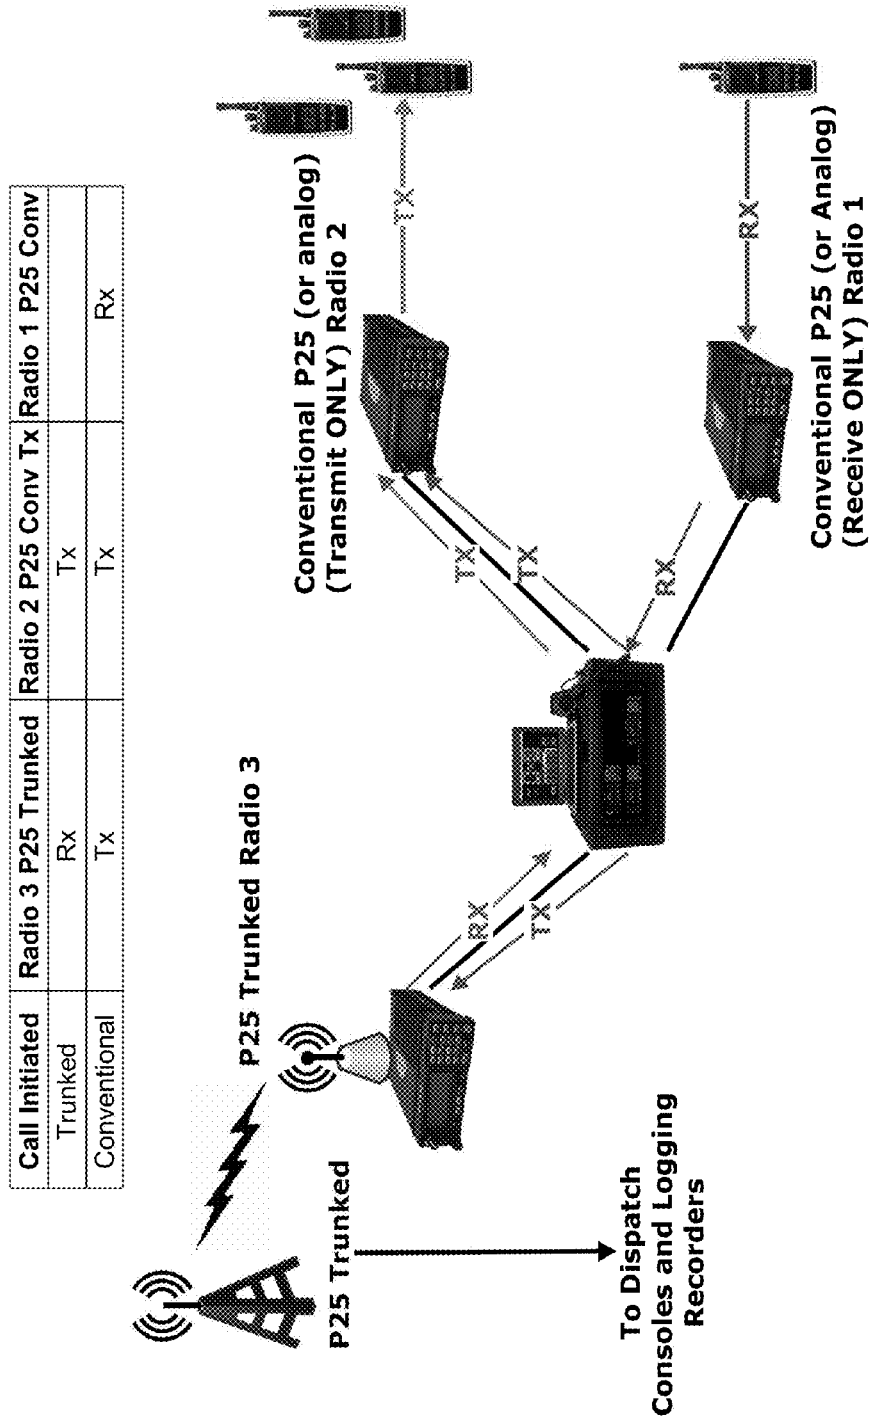 Call Initiated Radio 3 P25 Trunked Radio 2 P25 Conv Tx Radio 1 P25 Conv
Trunked Rx Tx
Conventional Tx Tx Rx
P25 Trunked Radio 3
P25 Trunked
To Dispatch
Consoles and Logging
Recorders
RX
TX
TX
TX
RX
Conventional P25 (or analog)
(Transmit ONLY) Radio 2
TX
RX
Conventional P25 (or Analog)
(Receive ONLY) Radio 1